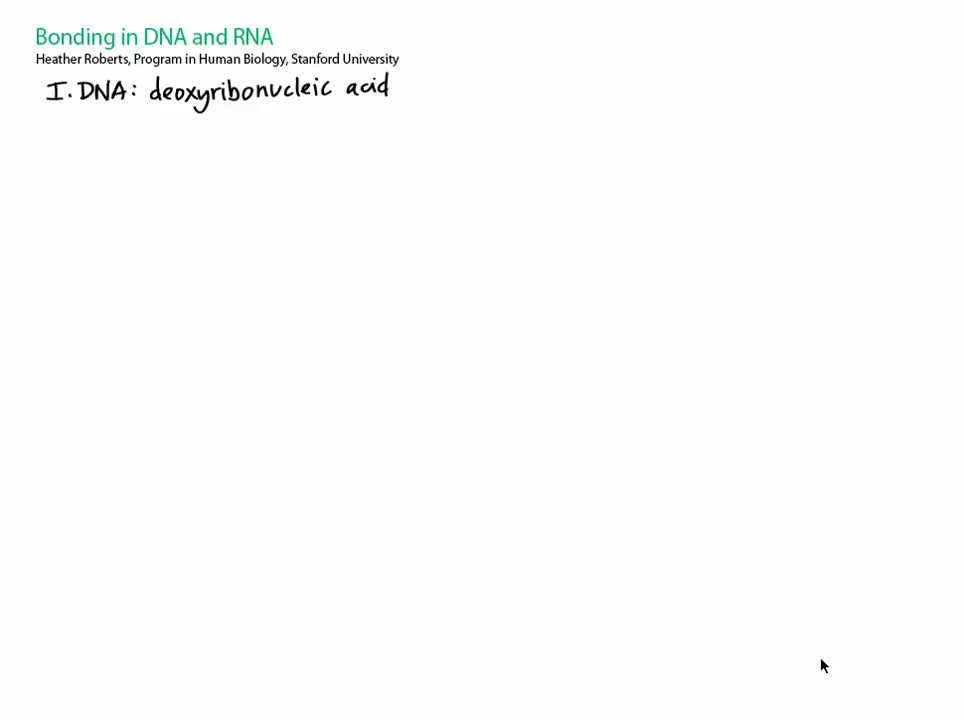 Bonding in DNA and RNA
Heather Roberts, Program in Human Biology, Stanford University
I. DNA: deoxyribonucleic acid